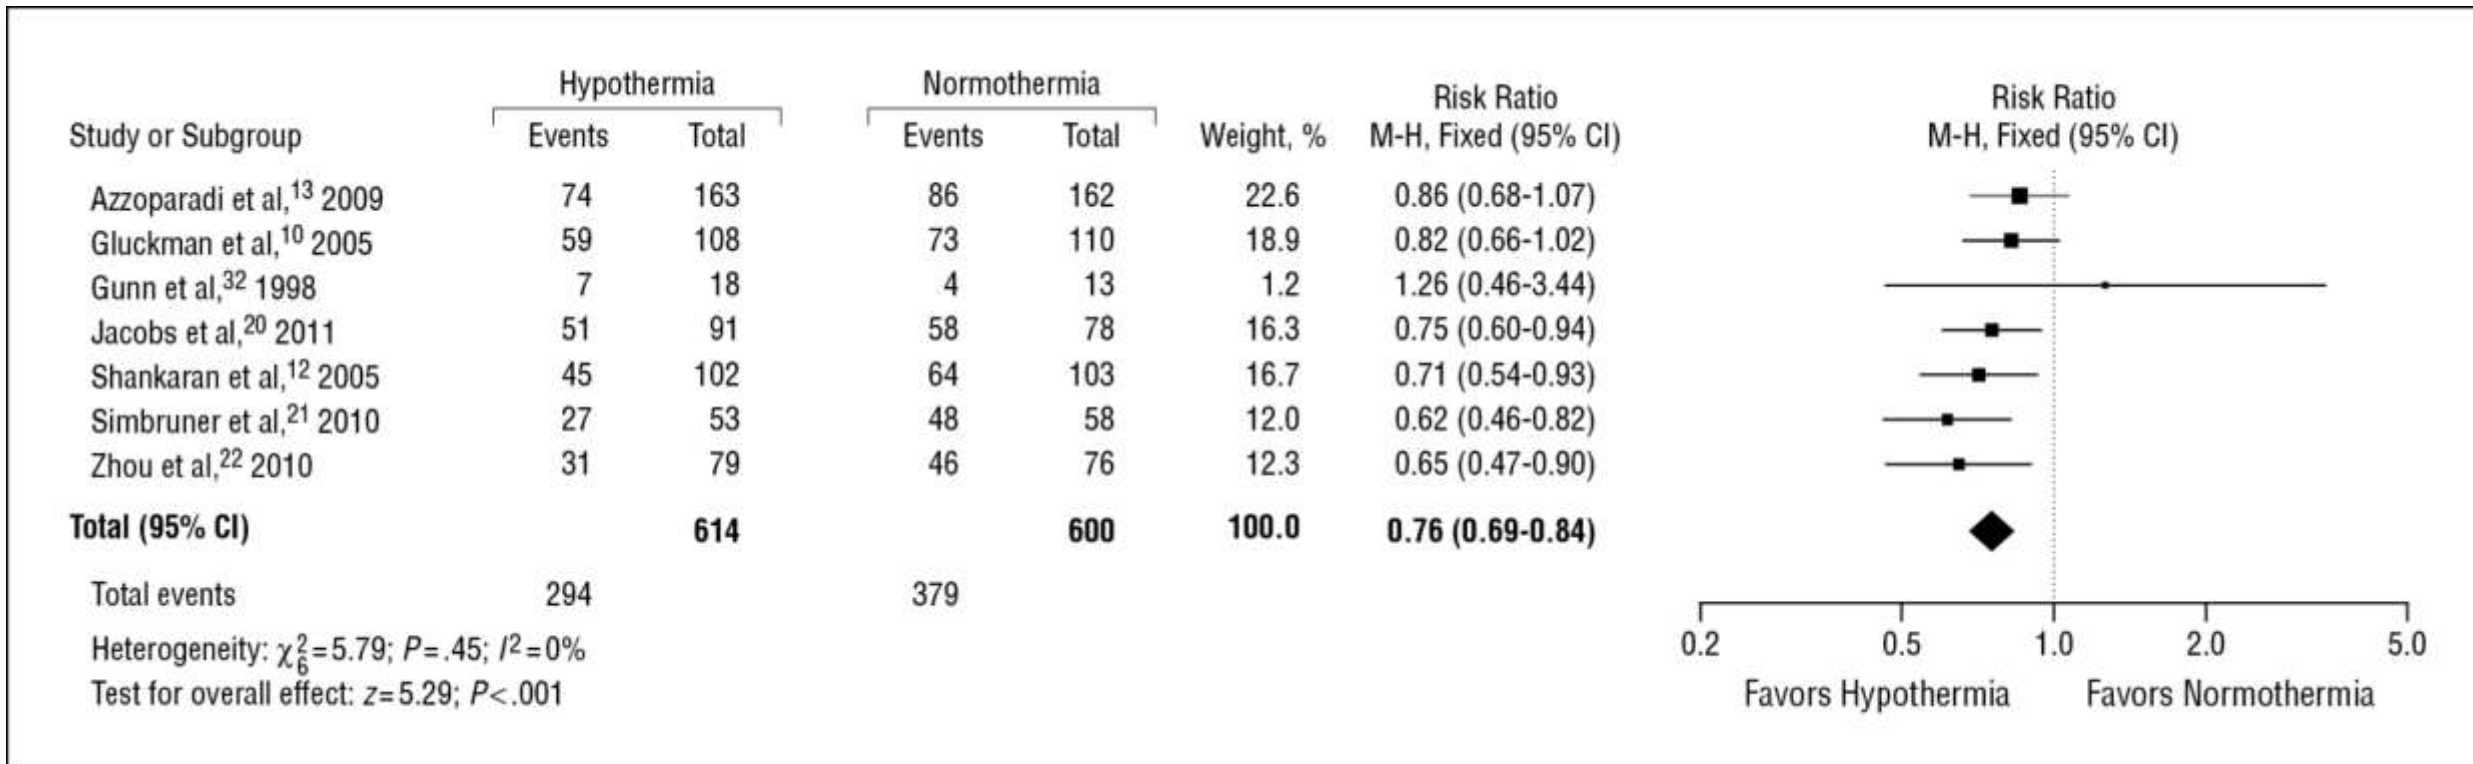 Hypothermia Normothermia
Risk Ratio Risk Ratio
Study or Subgroup Events Total Events Total Weight, % M-H, Fixed (95% CI) M-H, Fixed (95% CI)
Azzoparadi et al,13 2009 74 163 86 162 22.6 0.86 (0.68-1.07)
Gluckman et al,10 2005 59 108 73 110 18.9 0.82 (0.66-1.02)
Gunn et al,32 1998 7 18 4 13 1.2 1.26 (0.46-3.44)
Jacobs et al,20 2011 51 91 58 78 16.3 0.75 (0.60-0.94)
Shankaran et al,12 2005 45 102 64 103 16.7 0.71 (0.54-0.93)
Simbruner et al,21 2010 27 53 48 58 12.0 0.62 (0.46-0.82)
Zhou et al,22 2010 31 79 46 76 12.3 0.65 (0.47-0.90)
Total (95% CI) 614 600 100.0 0.76 (0.69-0.84)
Total events 294 379
Heterogeneity: χ²₆=5.79; P=.45; I²=0%
0.2 0.5 1.0 2.0 5.0
Test for overall effect: z=5.29; P<.001
Favors Hypothermia Favors Normothermia